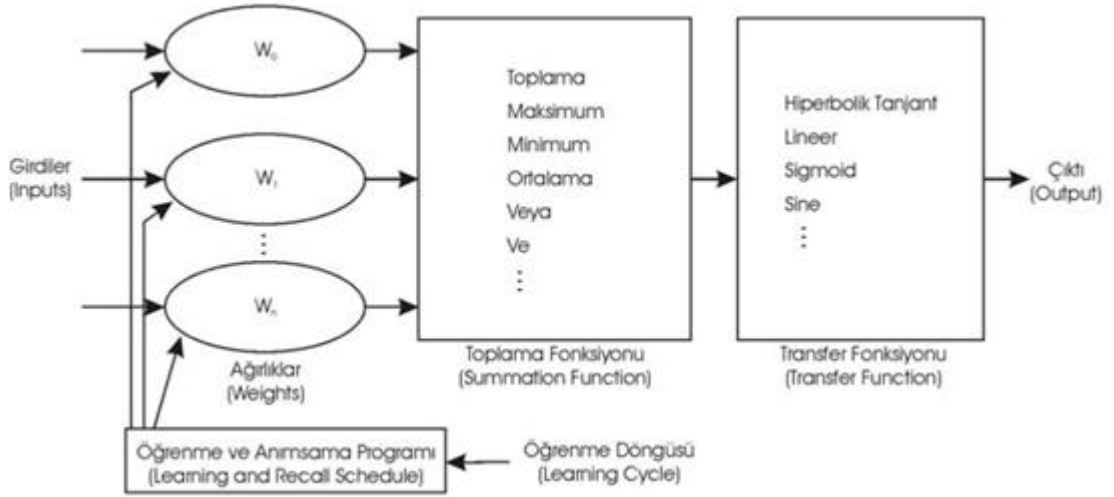 Girdiler
(Inputs)
W₀
W₁
⋮
Wₙ
Ağırlıklar
(Weights)
Toplama
Maksimum
Minimum
Ortalama
Veya
Ve
⋮
Toplama Fonksiyonu
(Summation Function)
Hiperbolik Tanjant
Lineer
Sigmoid
Sine
⋮
Transfer Fonksiyonu
(Transfer Function)
Çıktı
(Output)
Öğrenme ve Anımsama Programı
(Learning and Recall Schedule)
Öğrenme Döngüsü
(Learning Cycle)